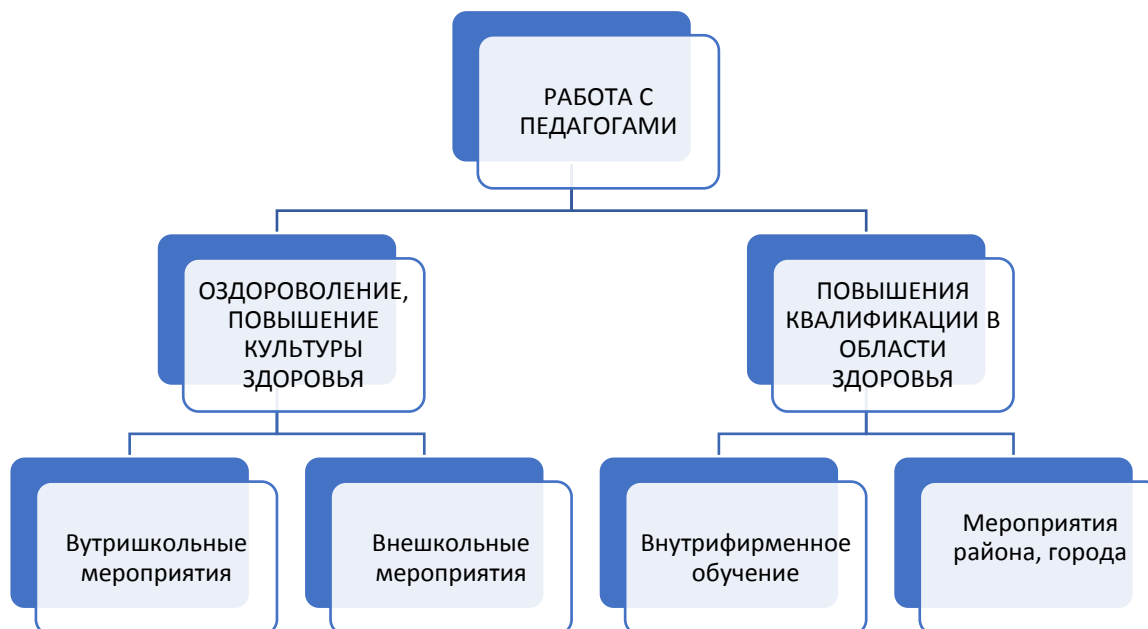 РАБОТА С
ПЕДАГОГАМИ
ОЗДОРОВОЛЕНИЕ,
ПОВЫШЕНИЕ
КУЛЬТУРЫ
ЗДОРОВЬЯ
ПОВЫШЕНИЯ
КВАЛИФИКАЦИИ В
ОБЛАСТИ
ЗДОРОВЬЯ
Вутришкольные
мероприятия
Внешкольные
мероприятия
Внутрифирменное
обучение
Мероприятия
района, города